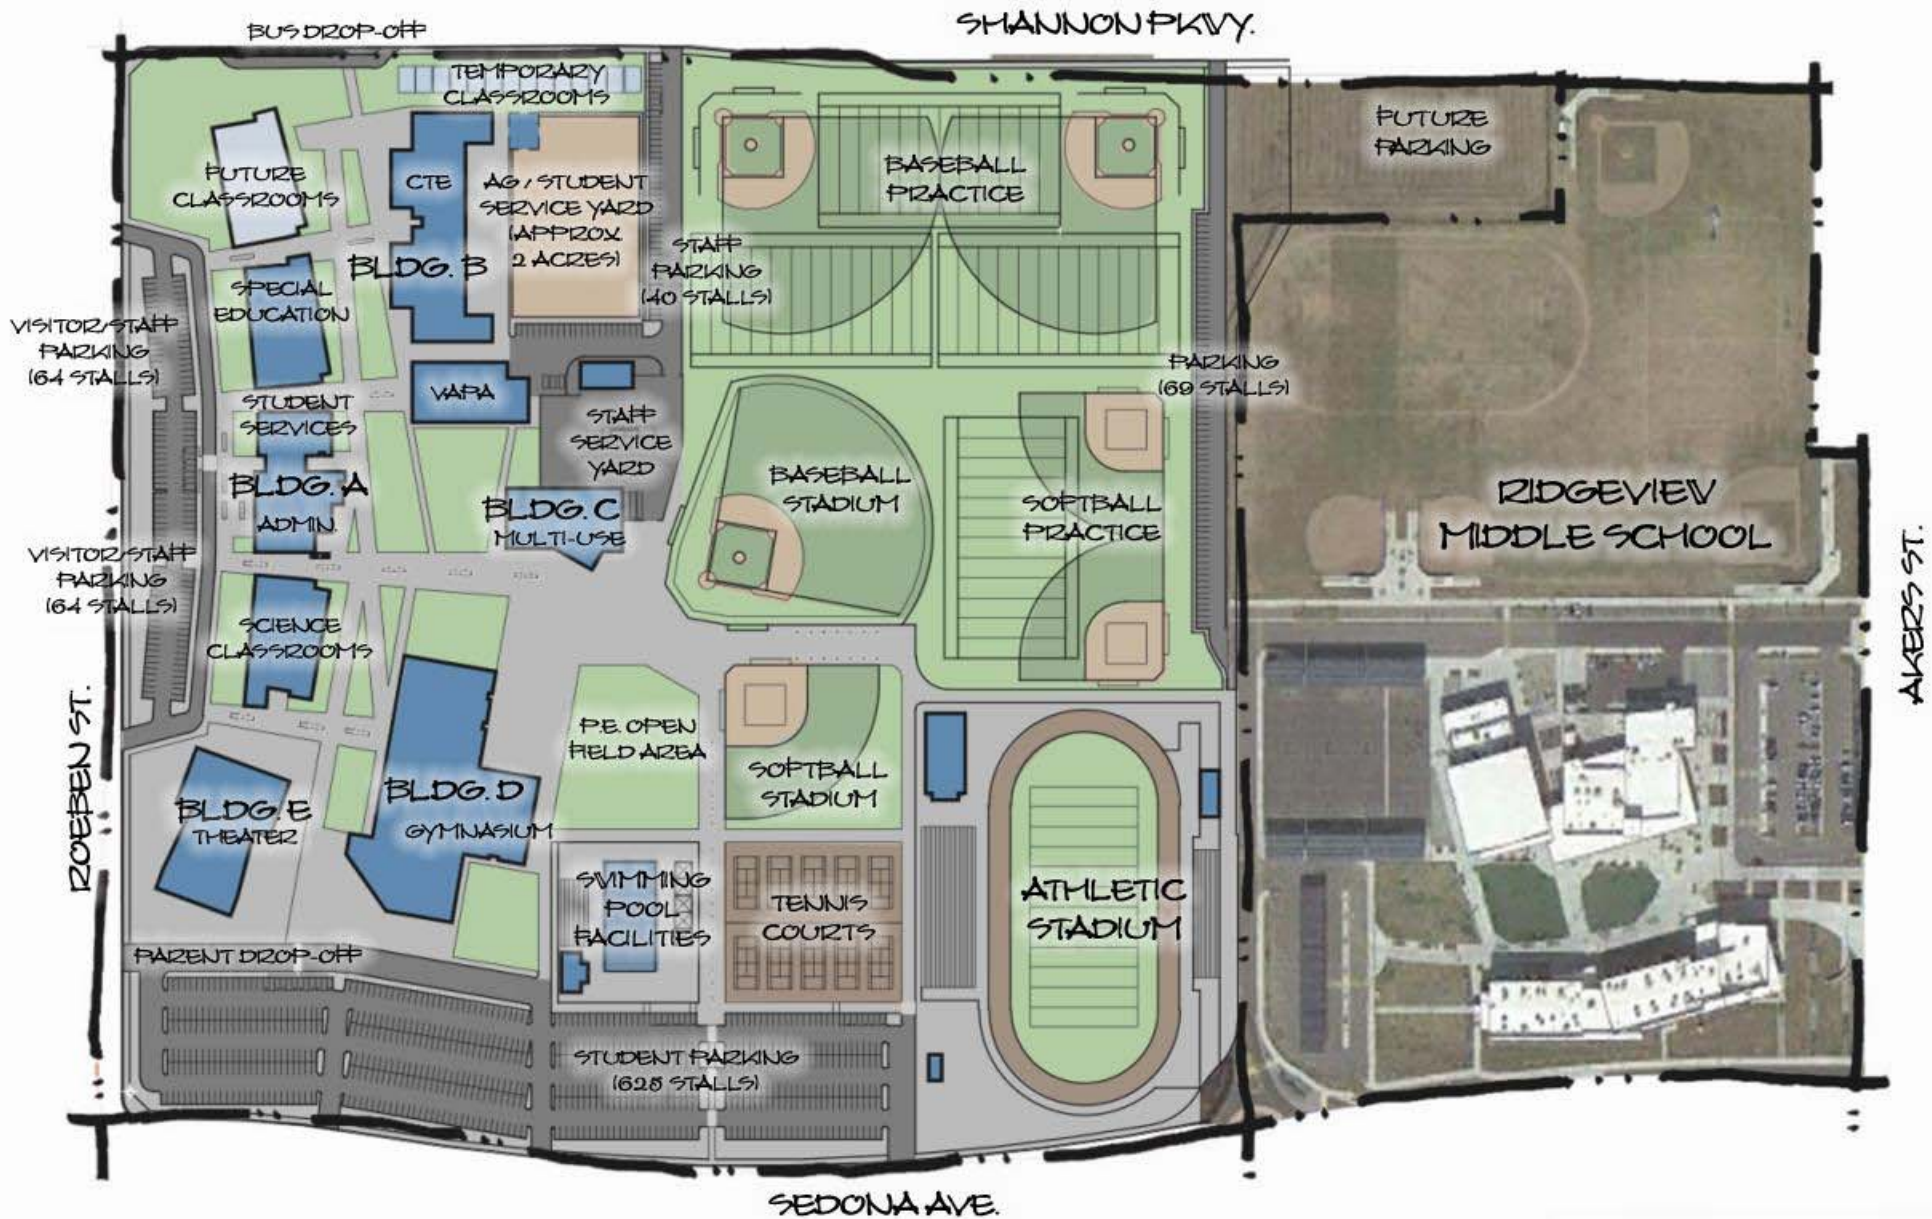 SHANNON PKWY.
BUS DROP-OFF
TEMPORARY
CLASSROOMS
FUTURE
PARKING
FUTURE
CLASSROOMS
CTE
AG / STUDENT
SERVICE YARD
(APPROX
2 ACRES)
BASEBALL
PRACTICE
BLDG. B
STAFF
PARKING
(40 STALLS)
SPECIAL
EDUCATION
VISITOR/STAFF
PARKING
(64 STALLS)
PARKING
(69 STALLS)
VAPA
STUDENT
SERVICES
STAFF
SERVICE
YARD
BLDG. A
ADMIN.
BLDG. C
MULTI-USE
BASEBALL
STADIUM
SOFTBALL
PRACTICE
RIDGEVIEW
MIDDLE SCHOOL
AKERS ST.
VISITOR/STAFF
PARKING
(64 STALLS)
SCIENCE
CLASSROOMS
ROEBEN ST.
P.E. OPEN
FIELD AREA
SOFTBALL
STADIUM
BLDG. E
THEATER
BLDG. D
GYMNASIUM
SWIMMING
POOL
FACILITIES
TENNIS
COURTS
ATHLETIC
STADIUM
PARENT DROP-OFF
STUDENT PARKING
(628 STALLS)
SEDONA AVE.